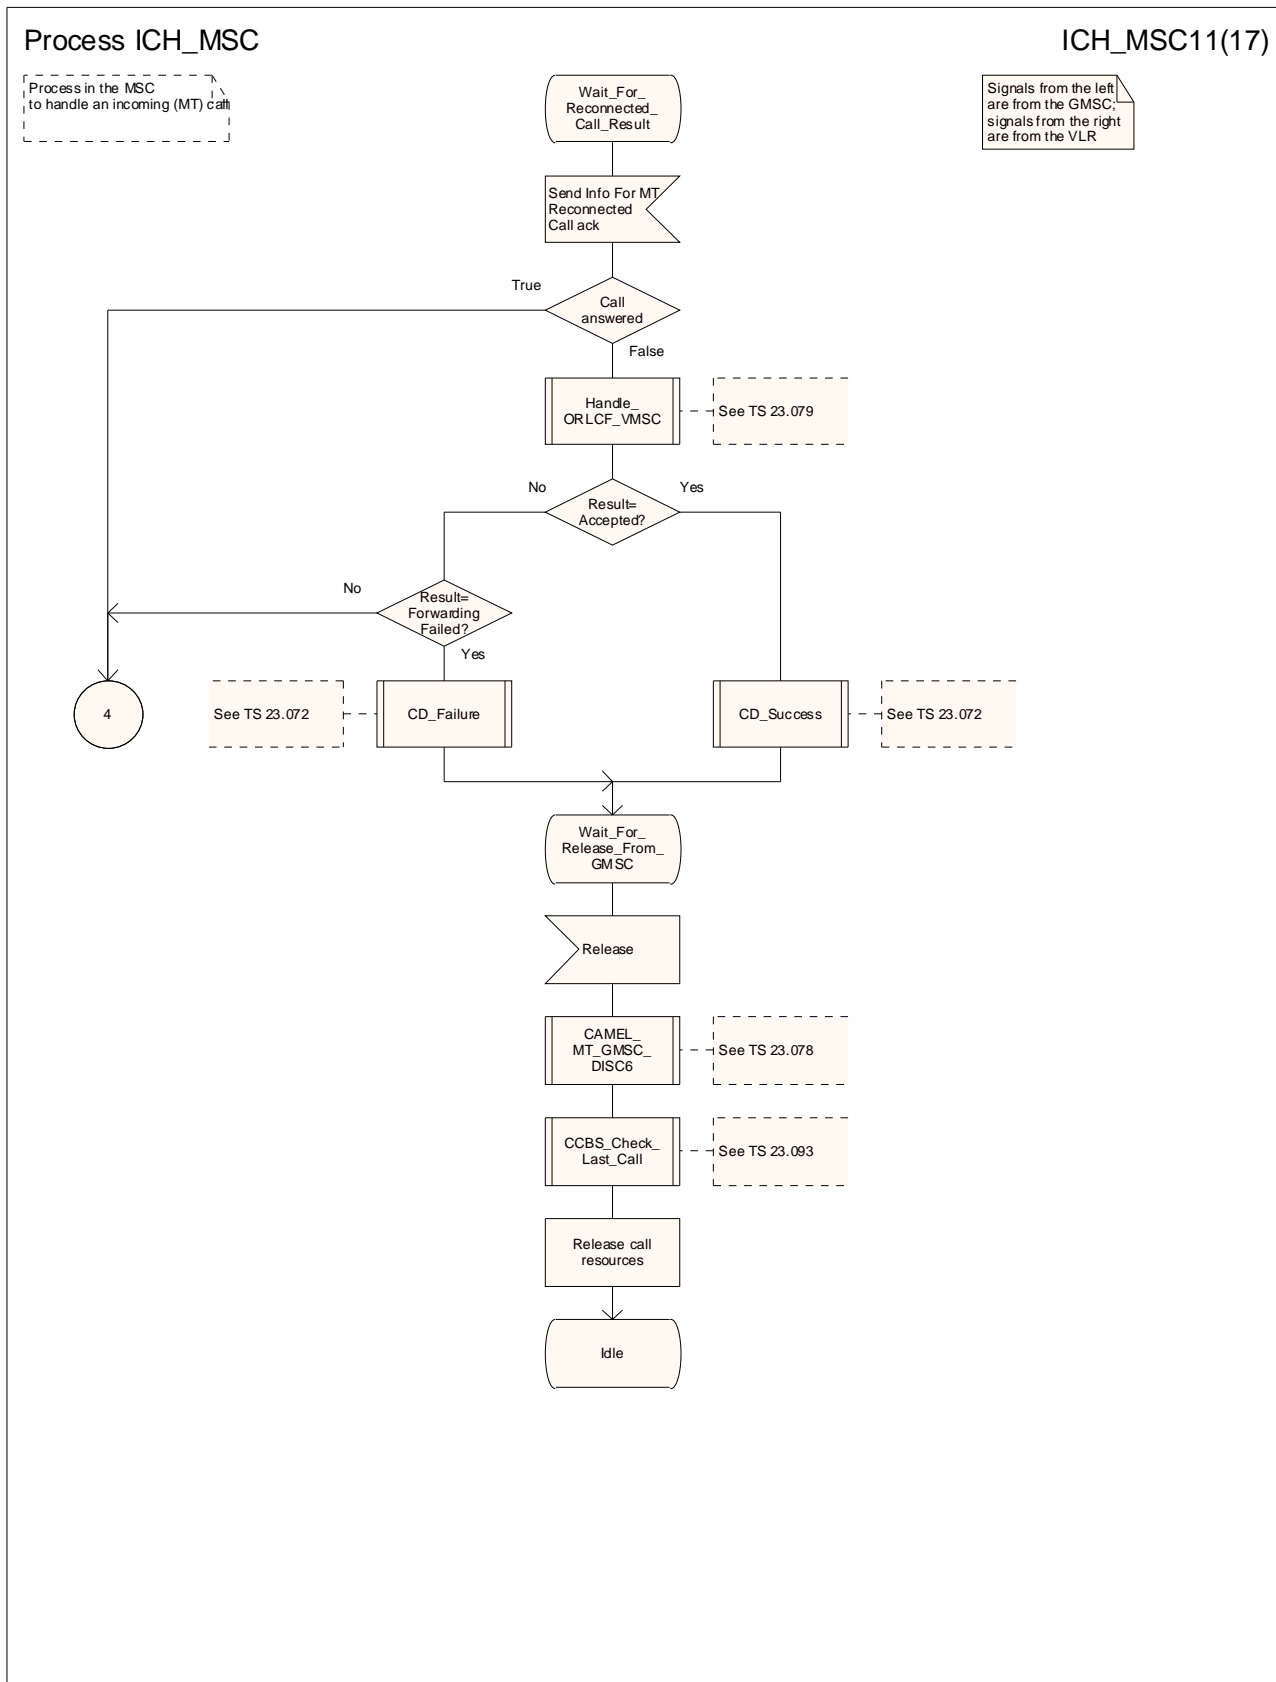 Process ICH_MSC
ICH_MSC11(17)
Process in the MSC
to handle an incoming (MT) call
Signals from the left
are from the GMSC;
signals from the right
are from the VLR
Wait_For_
Reconnected_
Call_Result
Send Info For MT
Reconnected
Call ack
True
Call
answered
False
Handle_
ORLCF_VMSC
See TS 23.079
No
Yes
Result=
Accepted?
No
Result=
Forwarding
Failed?
Yes
4
See TS 23.072
CD_Failure
CD_Success
See TS 23.072
Wait_For_
Release_From_
GMSC
Release
CAMEL_
MT_GMSC_
DISC6
See TS 23.078
CCBS_Check_
Last_Call
See TS 23.093
Release call
resources
Idle